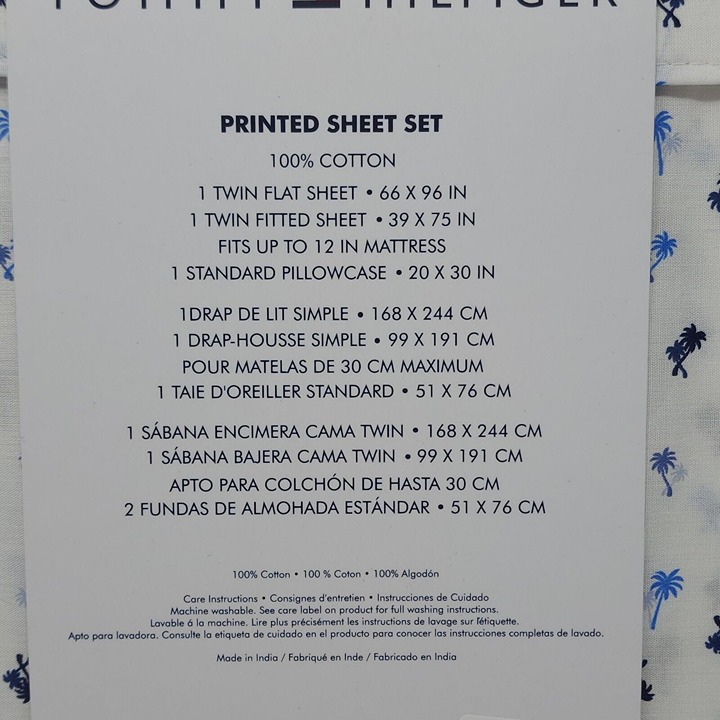 TOMMY HILFIGER
PRINTED SHEET SET
100% COTTON
1 TWIN FLAT SHEET • 66 X 96 IN
1 TWIN FITTED SHEET • 39 X 75 IN
FITS UP TO 12 IN MATTRESS
1 STANDARD PILLOWCASE • 20 X 30 IN
1DRAP DE LIT SIMPLE • 168 X 244 CM
1 DRAP-HOUSSE SIMPLE • 99 X 191 CM
POUR MATELAS DE 30 CM MAXIMUM
1 TAIE D'OREILLER STANDARD • 51 X 76 CM
1 SÁBANA ENCIMERA CAMA TWIN • 168 X 244 CM
1 SÁBANA BAJERA CAMA TWIN • 99 X 191 CM
APTO PARA COLCHÓN DE HASTA 30 CM
2 FUNDAS DE ALMOHADA ESTÁNDAR • 51 X 76 CM
100% Cotton • 100 % Coton • 100% Algodón
Care Instructions • Consignes d'entretien • Instrucciones de Cuidado
Machine washable. See care label on product for full washing instructions.
Lavable á la machine. Lire plus précisément les instructions de lavage sur l'étiquette.
Apto para lavadora. Consulte la etiqueta de cuidado en el producto para conocer las instrucciones completas de lavado.
Made in India / Fabriqué en Inde / Fabricado en India